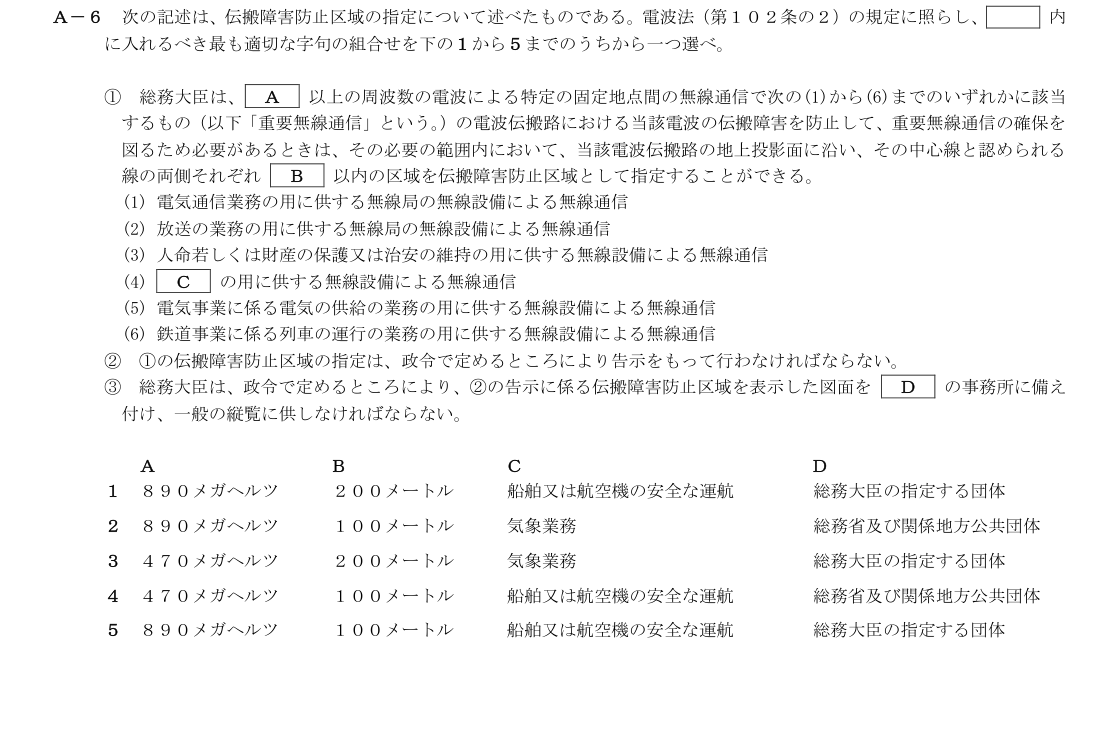 A－6 次の記述は、伝搬障害防止区域の指定について述べたものである。電波法（第１０２条の２）の規定に照らし、 内
に入れるべき最も適切な字句の組合せを下の1から5までのうちから一つ選べ。
① 総務大臣は、 A 以上の周波数の電波による特定の固定地点間の無線通信で次の(1)から(6)までのいずれかに該当
するもの（以下「重要無線通信」という。）の電波伝搬路における当該電波の伝搬障害を防止して、重要無線通信の確保を
図るため必要があるときは、その必要の範囲内において、当該電波伝搬路の地上投影面に沿い、その中心線と認められる
線の両側それぞれ B 以内の区域を伝搬障害防止区域として指定することができる。
(1) 電気通信業務の用に供する無線局の無線設備による無線通信
(2) 放送の業務の用に供する無線局の無線設備による無線通信
(3) 人命若しくは財産の保護又は治安の維持の用に供する無線設備による無線通信
(4) C の用に供する無線設備による無線通信
(5) 電気事業に係る電気の供給の業務の用に供する無線設備による無線通信
(6) 鉄道事業に係る列車の運行の業務の用に供する無線設備による無線通信
② ①の伝搬障害防止区域の指定は、政令で定めるところにより告示をもって行わなければならない。
③ 総務大臣は、政令で定めるところにより、②の告示に係る伝搬障害防止区域を表示した図面を D の事務所に備え
付け、一般の縦覧に供しなければならない。
A B C D
1 ８９０メガヘルツ ２００メートル 船舶又は航空機の安全な運航 総務大臣の指定する団体
2 ８９０メガヘルツ １００メートル 気象業務 総務省及び関係地方公共団体
3 ４７０メガヘルツ ２００メートル 気象業務 総務大臣の指定する団体
4 ４７０メガヘルツ １００メートル 船舶又は航空機の安全な運航 総務省及び関係地方公共団体
5 ８９０メガヘルツ １００メートル 船舶又は航空機の安全な運航 総務大臣の指定する団体